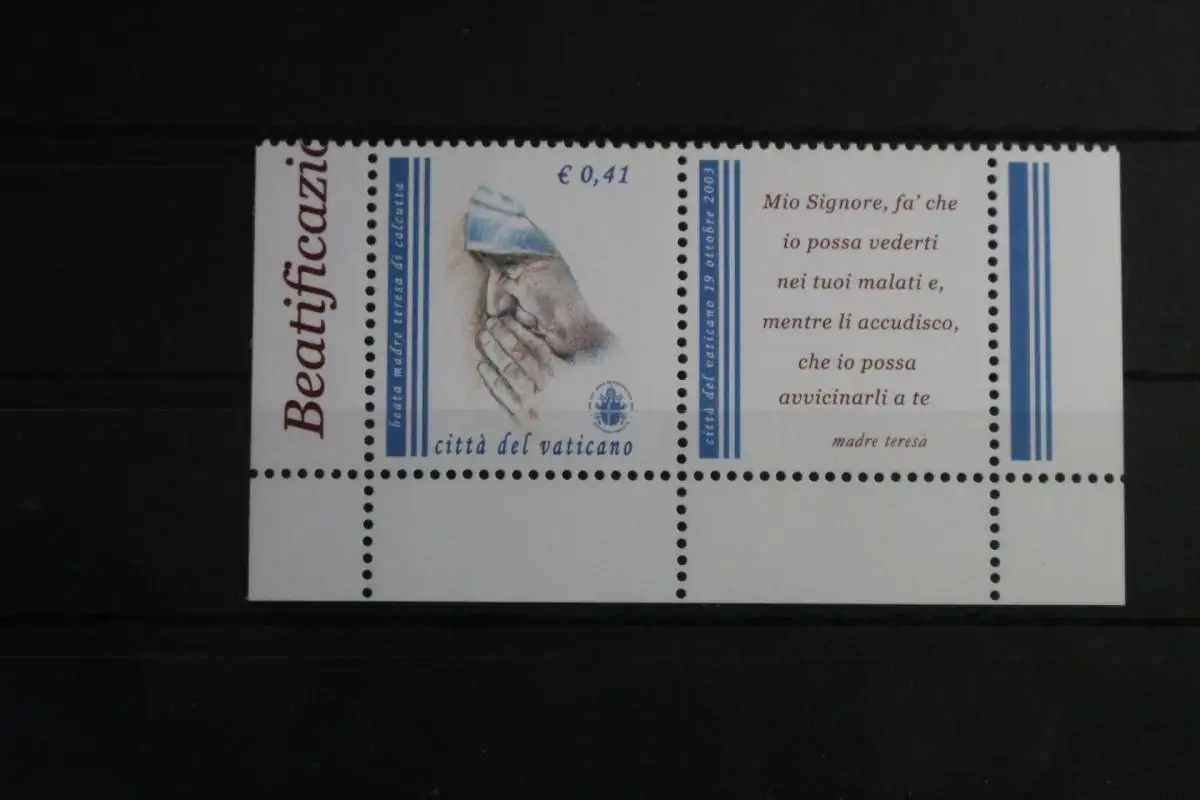 Beatificazio
beata madre teresa di calcutta
€ 0,41
città del vaticano
città del vaticano 19 ottobre 2003
Mio Signore, fa' che
io possa vederti
nei tuoi malati e,
mentre li accudisco,
che io possa
avvicinarli a te
madre teresa